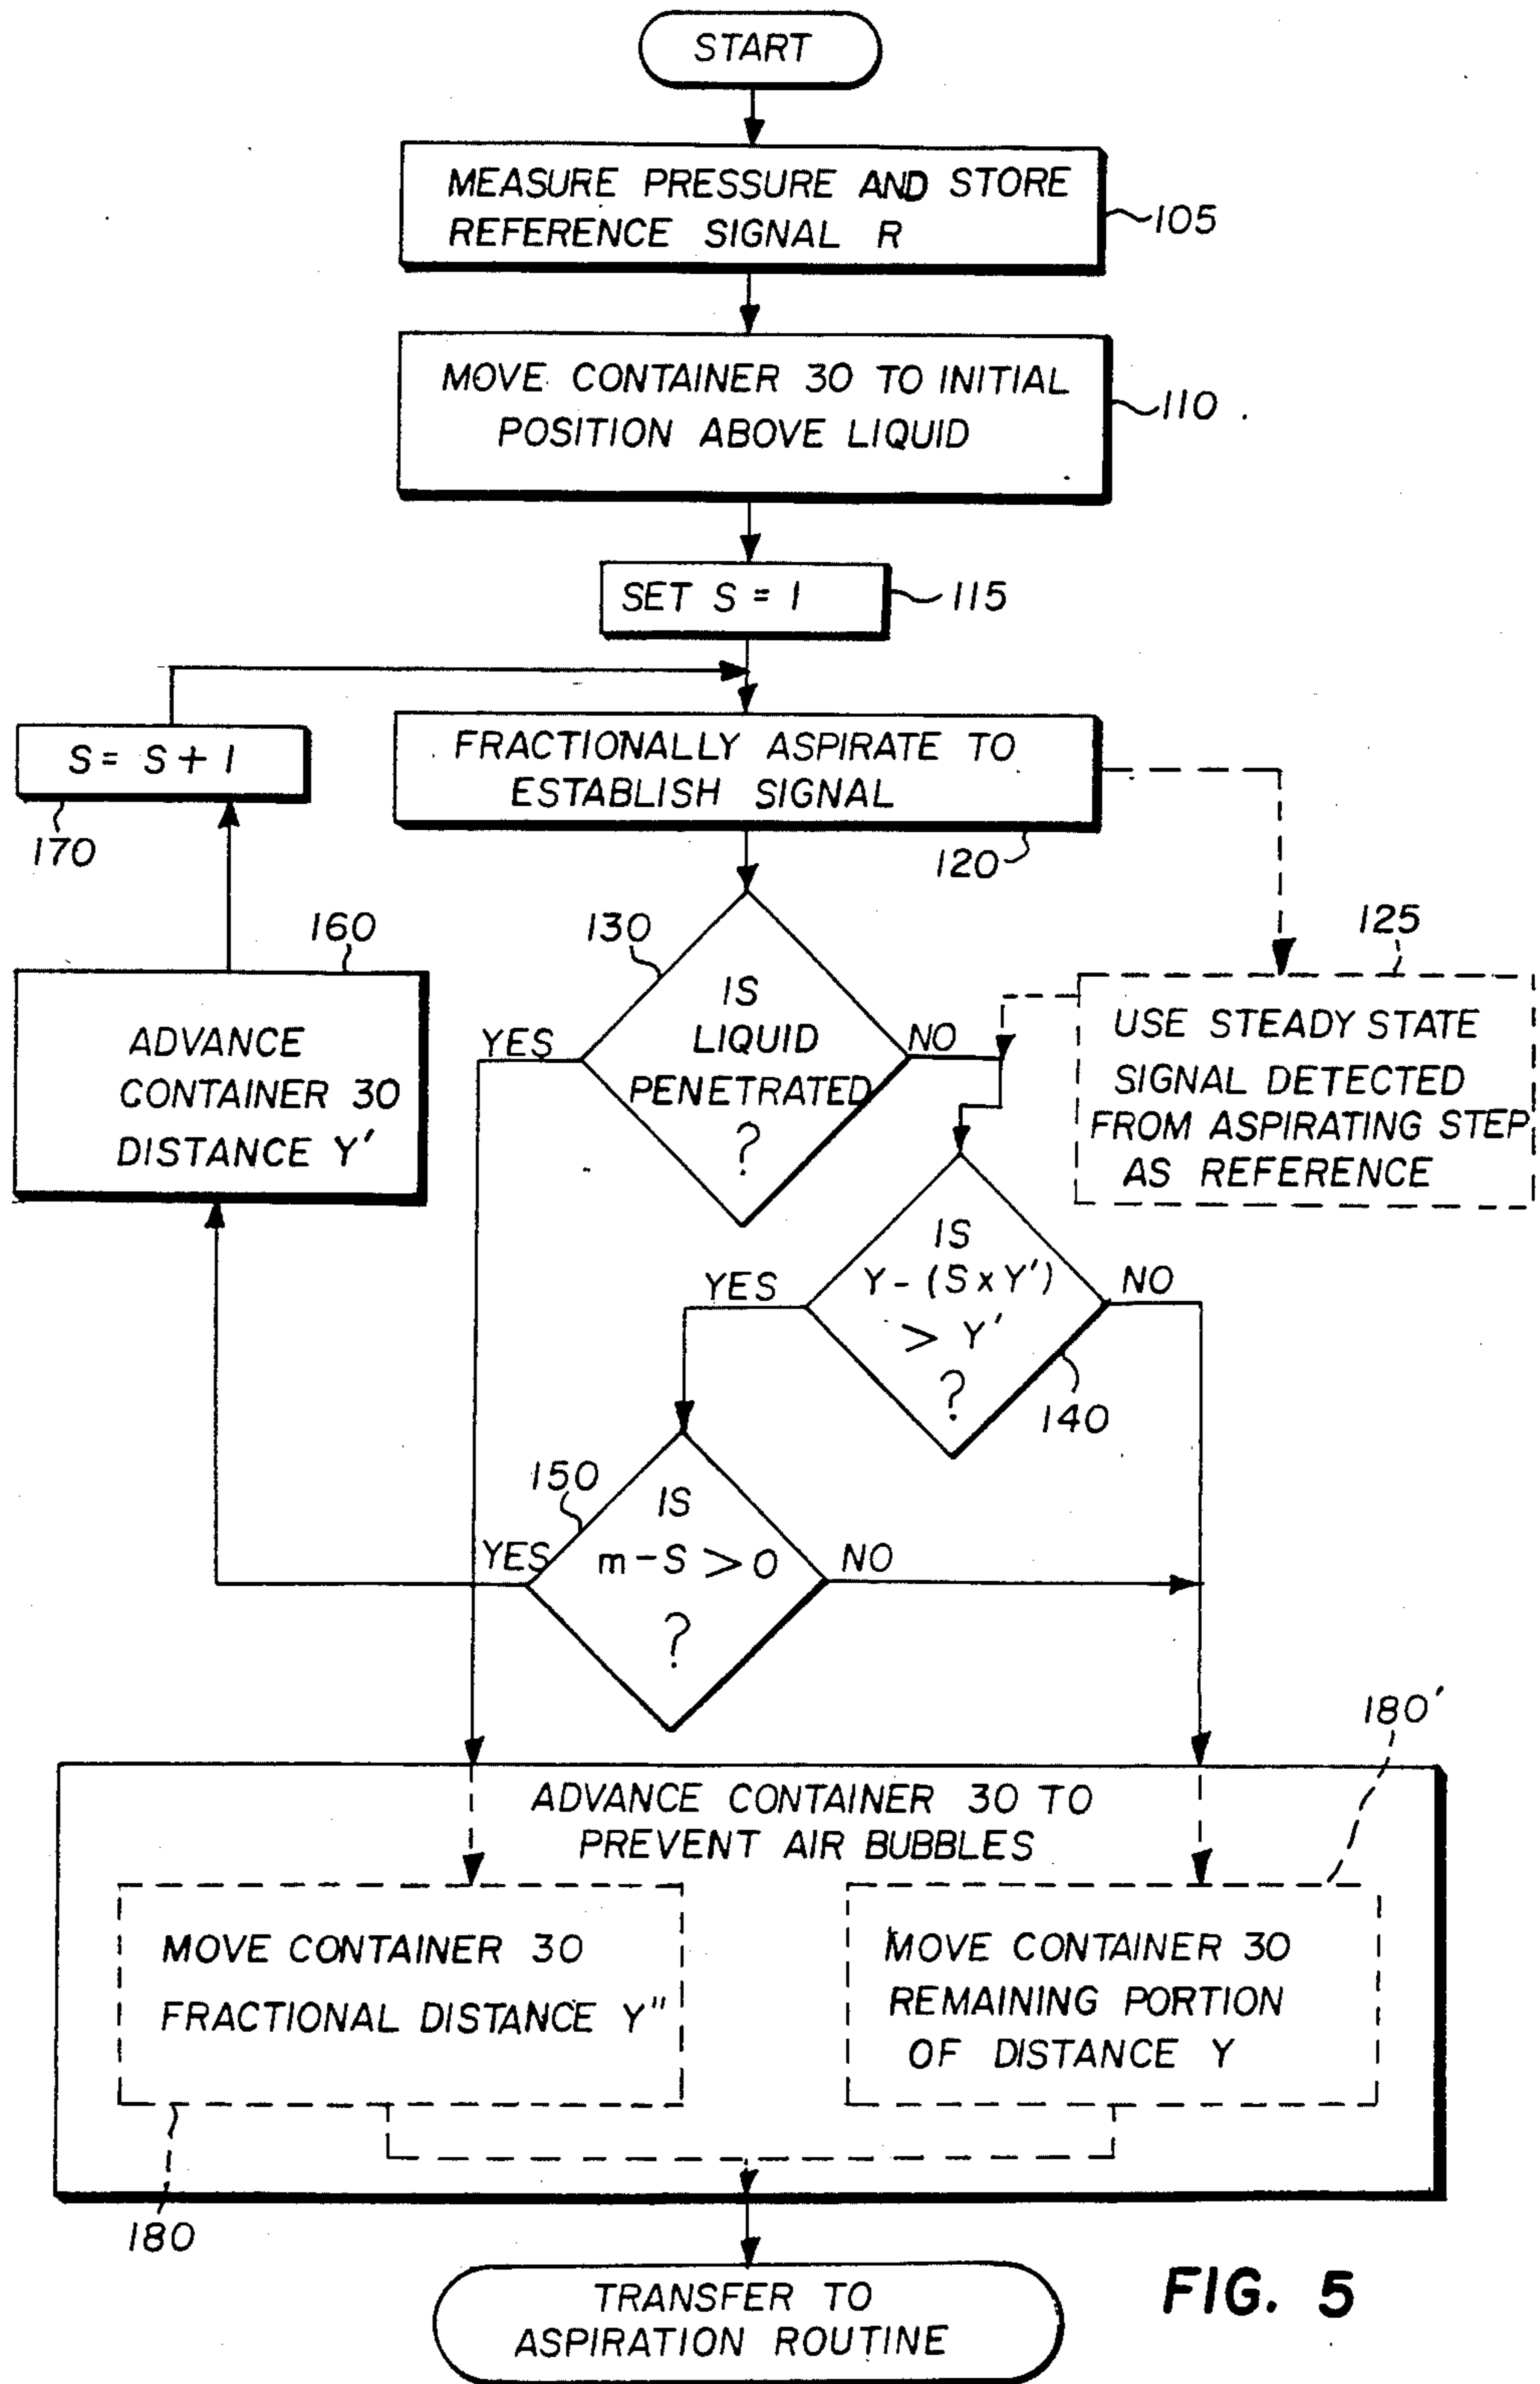 START
MEASURE PRESSURE AND STORE
REFERENCE SIGNAL R
105
MOVE CONTAINER 30 TO INITIAL
POSITION ABOVE LIQUID
110
SET S = 1
115
S = S + 1
170
FRACTIONALLY ASPIRATE TO
ESTABLISH SIGNAL
120
130
IS
LIQUID
PENETRATED
?
YES
NO
125
USE STEADY STATE
SIGNAL DETECTED
FROM ASPIRATING STEP
AS REFERENCE
160
ADVANCE
CONTAINER 30
DISTANCE Y'
IS
Y - (S x Y')
> Y'
?
YES
NO
140
150
IS
m - S > 0
?
YES
NO
180'
ADVANCE CONTAINER 30 TO
PREVENT AIR BUBBLES
MOVE CONTAINER 30
FRACTIONAL DISTANCE Y"
MOVE CONTAINER 30
REMAINING PORTION
OF DISTANCE Y
180
TRANSFER TO
ASPIRATION ROUTINE
FIG. 5